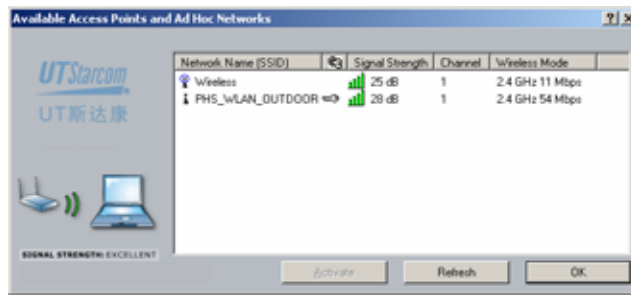 Available Access Points and Ad Hoc Networks
UTStarcom
UT斯达康
Network Name (SSID) Signal Strength Channel Wireless Mode
Wireless 25 dB 1 2.4 GHz 11 Mbps
PHS_WLAN_OUTDOOR 28 dB 1 2.4 GHz 54 Mbps
SIGNAL STRENGTH: EXCELLENT
Activate Refresh OK